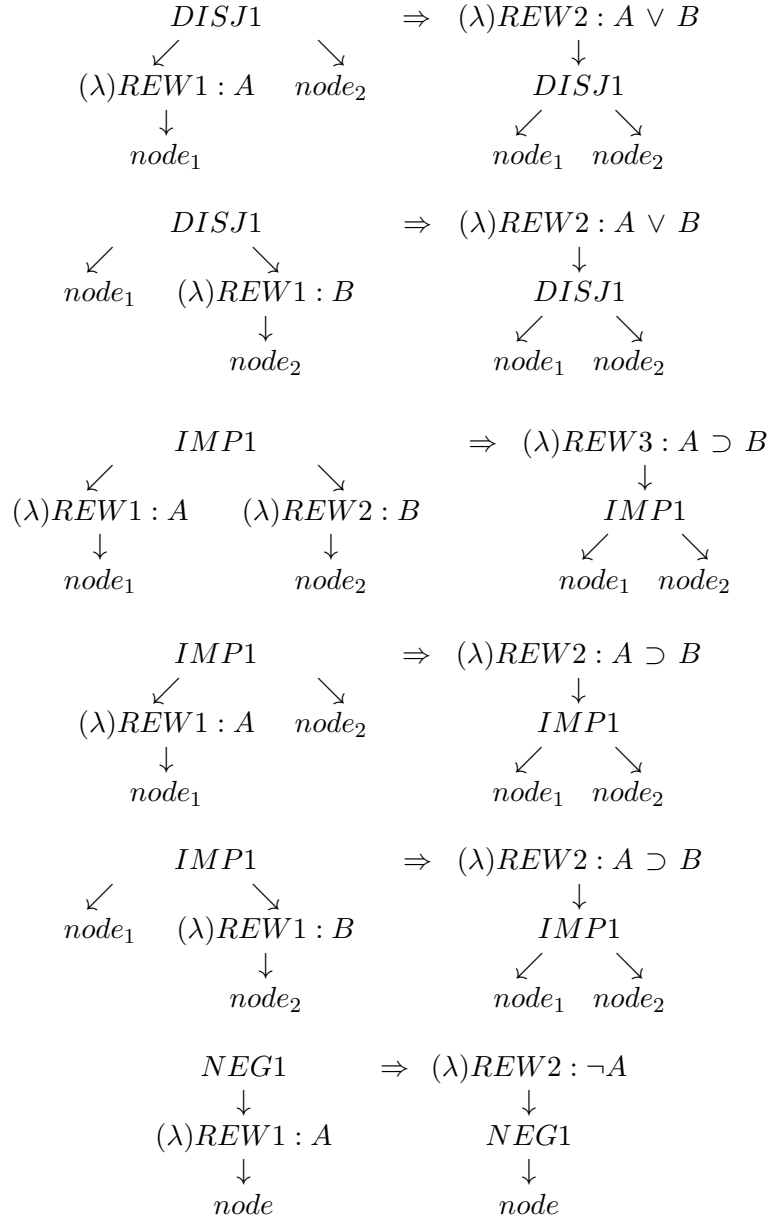 DISJ1 ⇒ (λ)REW2 : A ∨ B
↙ ↘ ↓
(λ)REW1 : A node₂ DISJ1
↓ ↙ ↘
node₁ node₁ node₂
DISJ1 ⇒ (λ)REW2 : A ∨ B
↙ ↘ ↓
node₁ (λ)REW1 : B DISJ1
↓ ↙ ↘
node₂ node₁ node₂
IMP1 ⇒ (λ)REW3 : A ⊃ B
↙ ↘ ↓
(λ)REW1 : A (λ)REW2 : B IMP1
↓ ↓ ↙ ↘
node₁ node₂ node₁ node₂
IMP1 ⇒ (λ)REW2 : A ⊃ B
↙ ↘ ↓
(λ)REW1 : A node₂ IMP1
↓ ↙ ↘
node₁ node₁ node₂
IMP1 ⇒ (λ)REW2 : A ⊃ B
↙ ↘ ↓
node₁ (λ)REW1 : B IMP1
↓ ↙ ↘
node₂ node₁ node₂
NEG1 ⇒ (λ)REW2 : ¬A
↓ ↓
(λ)REW1 : A NEG1
↓ ↓
node node